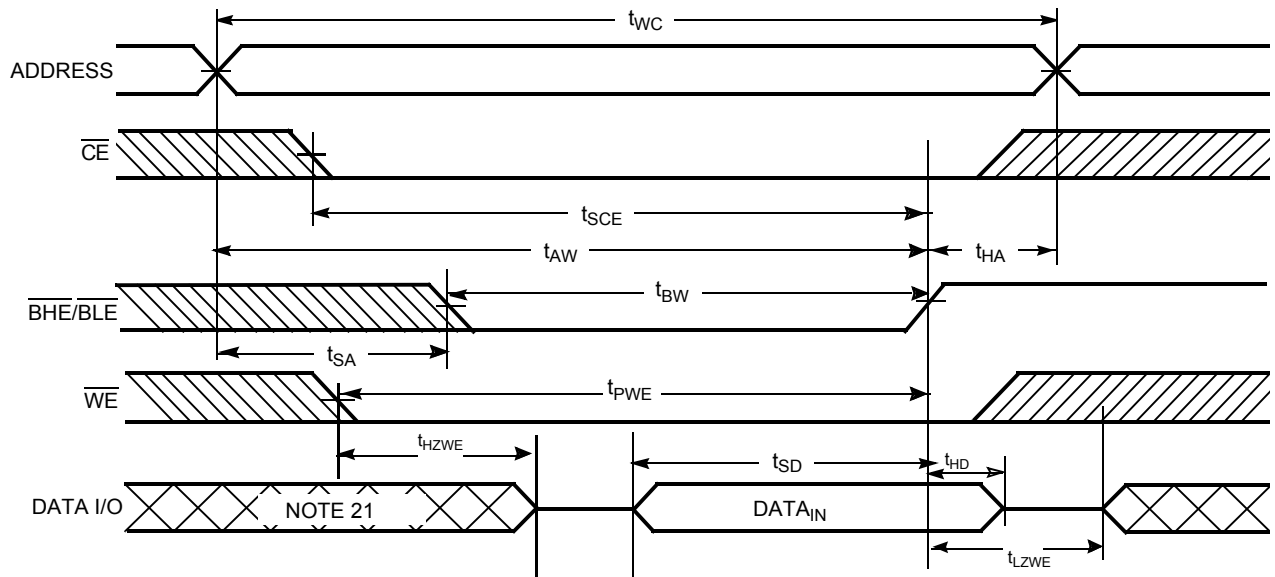 tWC
ADDRESS
CE
tSCE
tAW
tHA
tBW
BHE/BLE
tSA
tPWE
WE
tHZWE
tSD
tHD
DATA I/O
NOTE 21
DATAIN
tLZWE